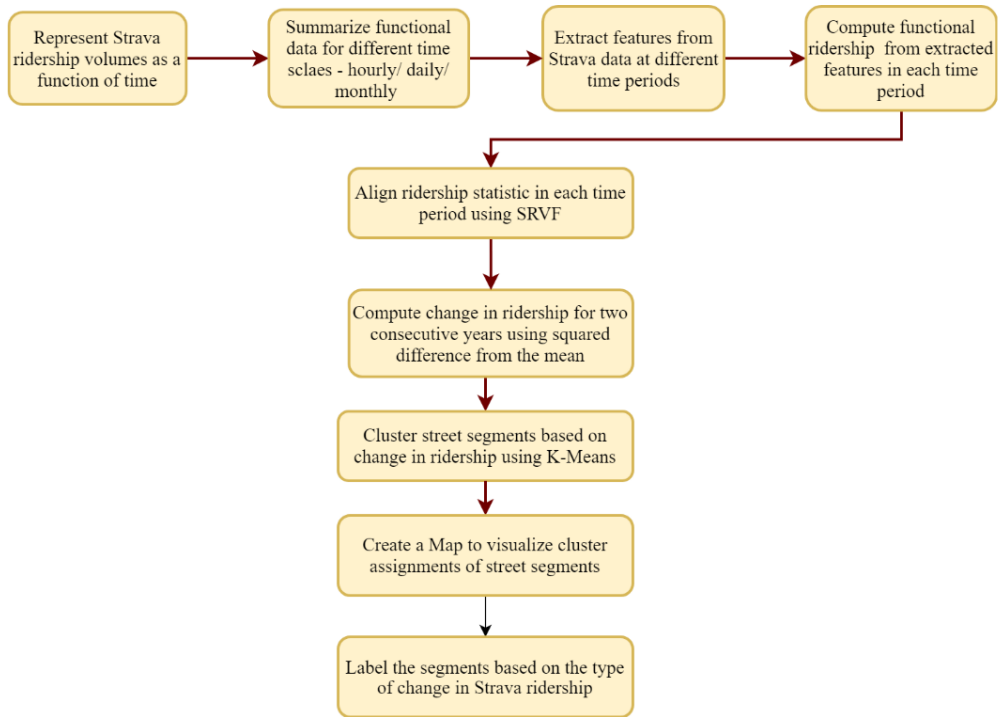 Represent Strava
ridership volumes as a
function of time
Summarize functional
data for different time
sclaes - hourly/ daily/
monthly
Extract features from
Strava data at different
time periods
Compute functional
ridership from extracted
features in each time
period
Align ridership statistic in each time
period using SRVF
Compute change in ridership for two
consecutive years using squared
difference from the mean
Cluster street segments based on
change in ridership using K-Means
Create a Map to visualize cluster
assignments of street segments
Label the segments based on the type
of change in Strava ridership